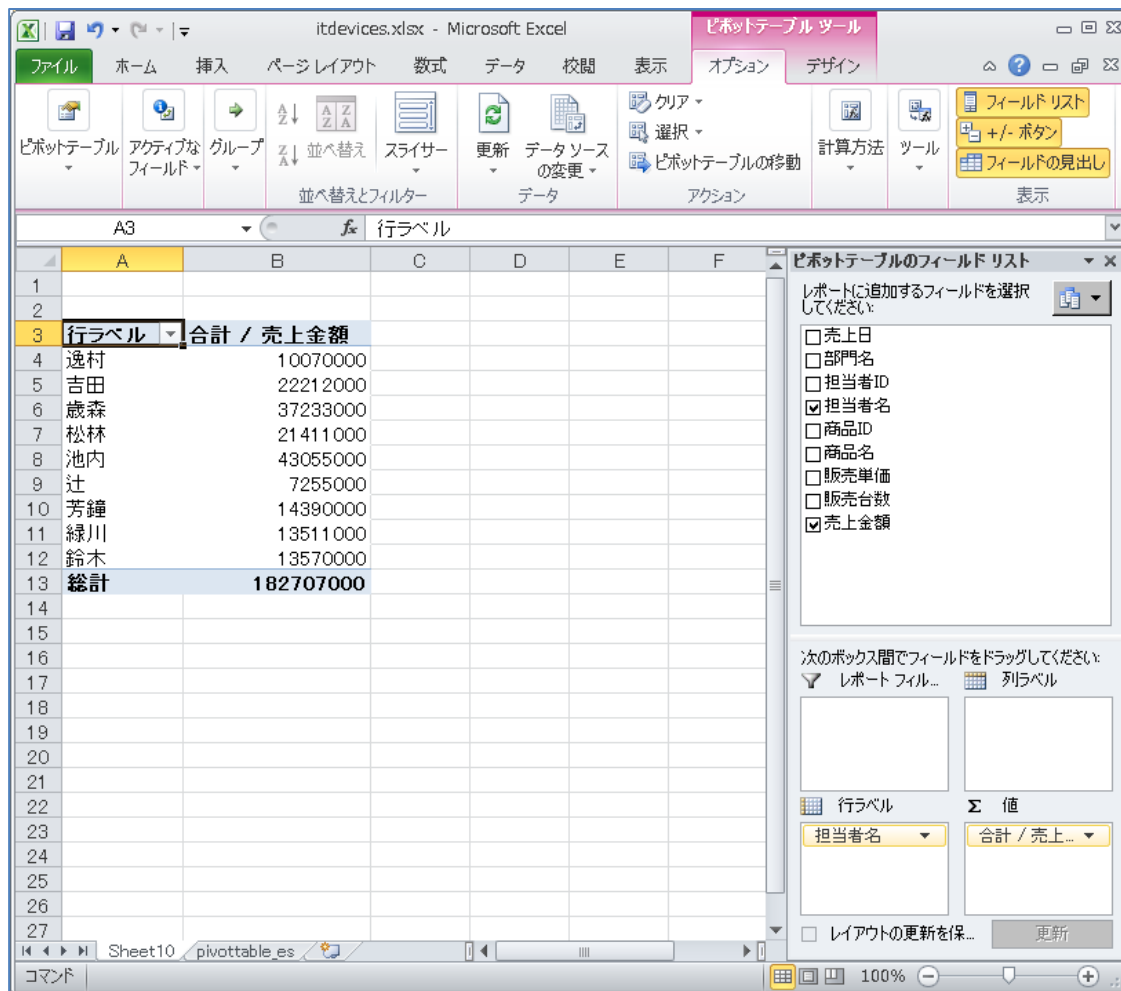 itdevices.xlsx - Microsoft Excel
ピボットテーブル ツール
ファイル ホーム 挿入 ページ レイアウト 数式 データ 校閲 表示 オプション デザイン
ピボットテーブル
アクティブな
フィールド
グループ
並べ替え
スライサー
並べ替えとフィルター
更新
データ ソース
の変更
データ
クリア
選択
ピボットテーブルの移動
アクション
計算方法
ツール
フィールド リスト
+/- ボタン
フィールドの見出し
表示
A3 fx 行ラベル
A B C D E F
1
2
3 行ラベル 合計 / 売上金額
4 逸村 10070000
5 吉田 22212000
6 歳森 37233000
7 松林 21411000
8 池内 43055000
9 辻 7255000
10 芳鐘 14390000
11 緑川 13511000
12 鈴木 13570000
13 総計 182707000
14
15
16
17
18
19
20
21
22
23
24
25
26
27
ピボットテーブルのフィールド リスト
レポートに追加するフィールドを選択
してください:
売上日
部門名
担当者ID
担当者名
商品ID
商品名
販売単価
販売台数
売上金額
次のボックス間でフィールドをドラッグしてください:
レポート フィル...
列ラベル
行ラベル
Σ 値
担当者名
合計 / 売上...
レイアウトの更新を保...
更新
Sheet10 pivottable_es
コマンド
100%